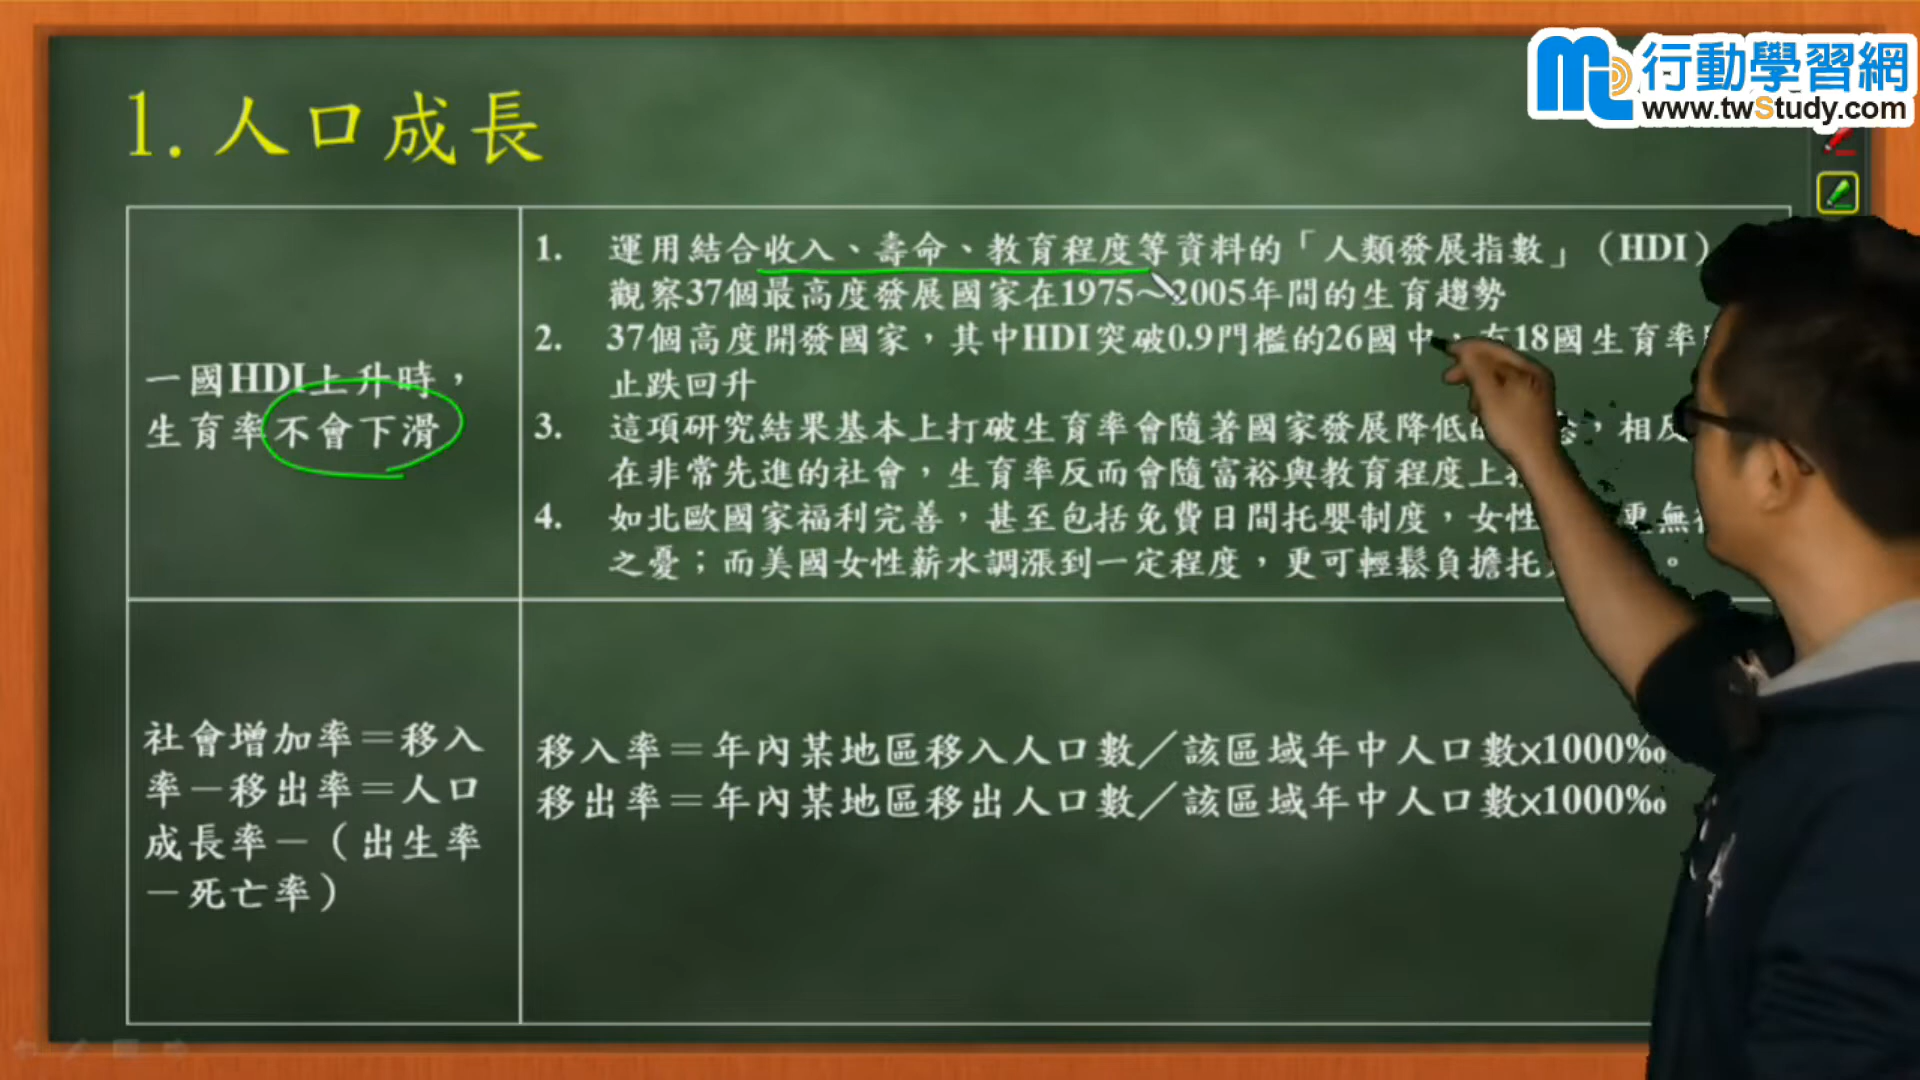 行動學習網
www.twStudy.com
1. 人口成長
一國HDI上升時，
生育率不會下滑
1. 運用結合收入、壽命、教育程度等資料的「人類發展指數」（HDI）
觀察37個最高度發展國家在1975～2005年間的生育趨勢
2. 37個高度開發國家，其中HDI突破0.9門檻的26國中，有18國生育率
止跌回升
3. 這項研究結果基本上打破生育率會隨著國家發展降低的，相反
在非常先進的社會，生育率反而會隨富裕與教育程度上
4. 如北歐國家福利完善，甚至包括免費日間托嬰制度，女性更無
之憂；而美國女性薪水調漲到一定程度，更可輕鬆負擔托。
社會增加率＝移入
率－移出率＝人口
成長率－（出生率
－死亡率）
移入率＝年內某地區移入人口數／該區域年中人口數x1000‰
移出率＝年內某地區移出人口數／該區域年中人口數x1000‰